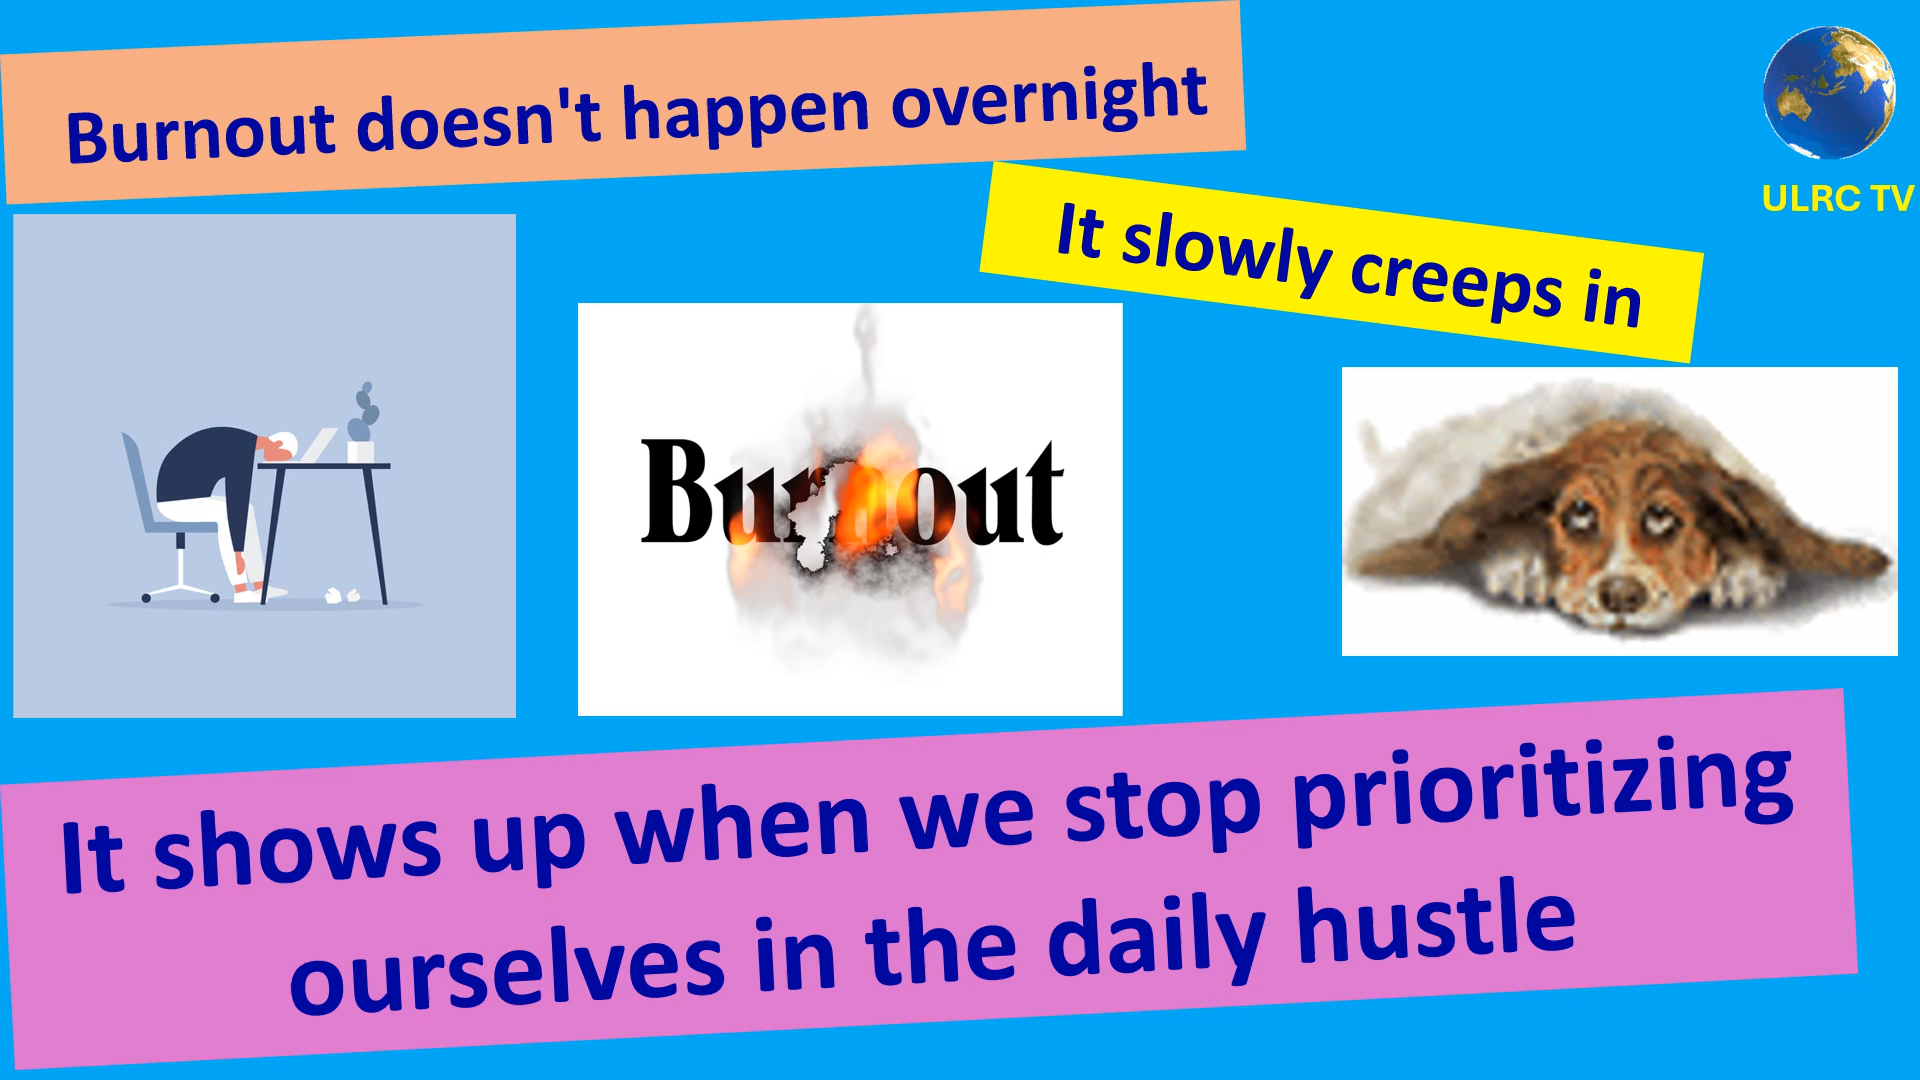 Burnout doesn't happen overnight
ULRC TV
It slowly creeps in
Burnout
It shows up when we stop prioritizing
ourselves in the daily hustle